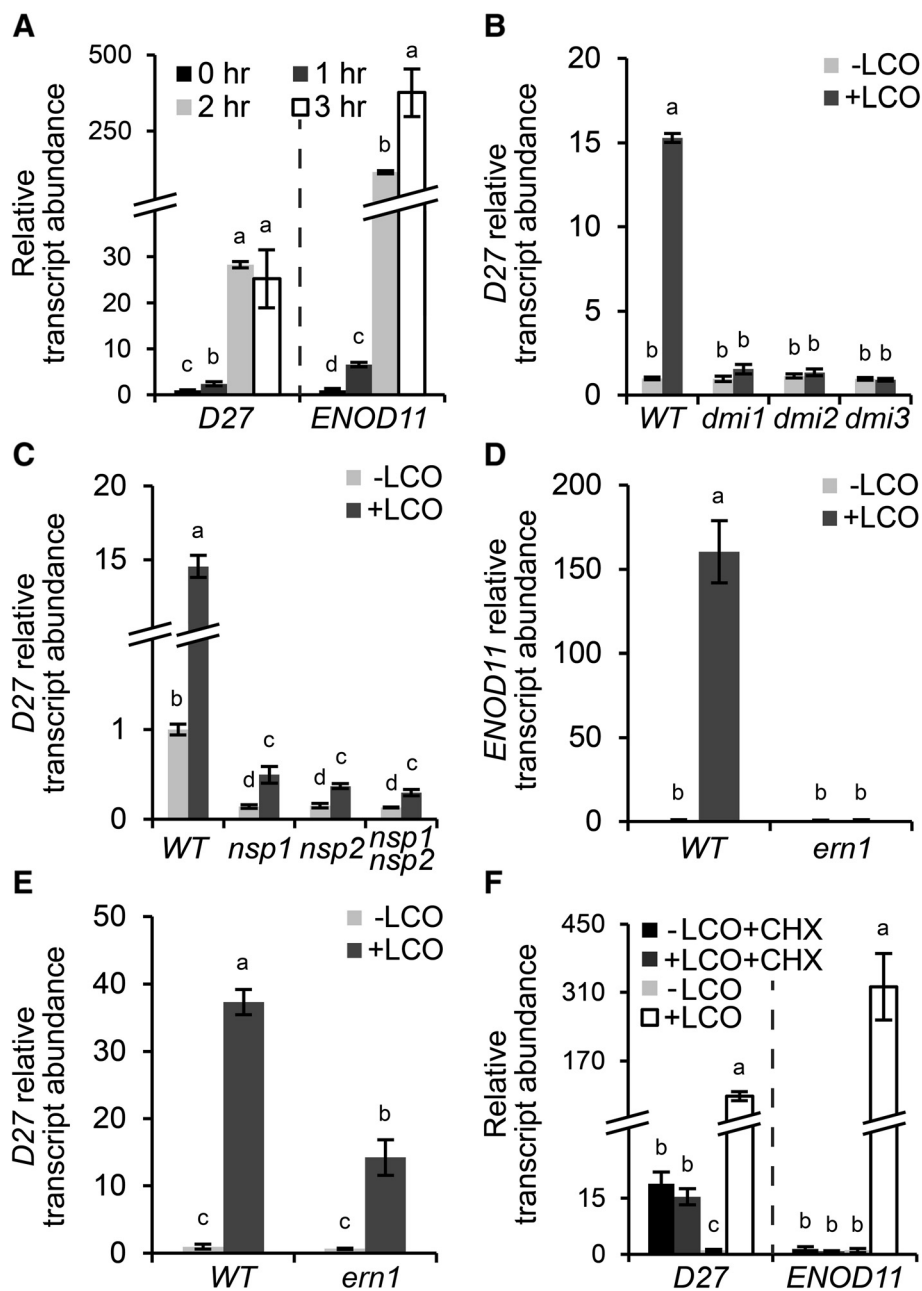 A
Relative
transcript abundance
0 hr 1 hr
2 hr 3 hr
500
250
30
20
10
0
c b a a
d c b a
D27 ENOD11
B
D27 relative
transcript abundance
-LCO
+LCO
20
15
10
5
0
b a b b b b b b
WT dmi1 dmi2 dmi3
C
D27 relative
transcript abundance
-LCO
+LCO
20
15
1
0
b a d c d c d c
WT nsp1 nsp2 nsp1
nsp2
D
ENOD11 relative
transcript abundance
-LCO
+LCO
200
150
100
50
0
b a b b
WT ern1
E
D27 relative
transcript abundance
-LCO
+LCO
50
40
30
20
10
0
c a c b
WT ern1
F
Relative
transcript abundance
-LCO+CHX
+LCO+CHX
-LCO
+LCO
450
310
170
15
0
b b c a
b b b a
D27 ENOD11